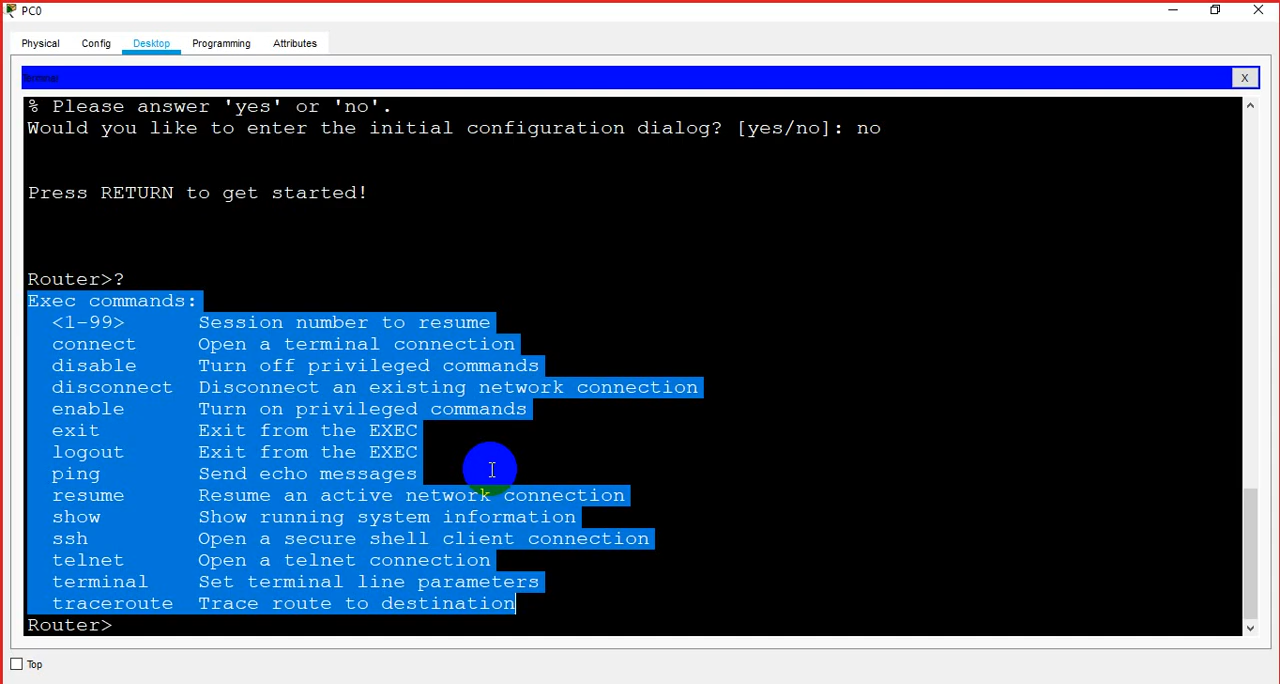 PC0
Physical Config Desktop Programming Attributes
Terminal
X
% Please answer 'yes' or 'no'.
Would you like to enter the initial configuration dialog? [yes/no]: no
Press RETURN to get started!
Router>?
Exec commands:
<1-99> Session number to resume
connect Open a terminal connection
disable Turn off privileged commands
disconnect Disconnect an existing network connection
enable Turn on privileged commands
exit Exit from the EXEC
logout Exit from the EXEC
ping Send echo messages
resume Resume an active network connection
show Show running system information
ssh Open a secure shell client connection
telnet Open a telnet connection
terminal Set terminal line parameters
traceroute Trace route to destination
Router>
Top